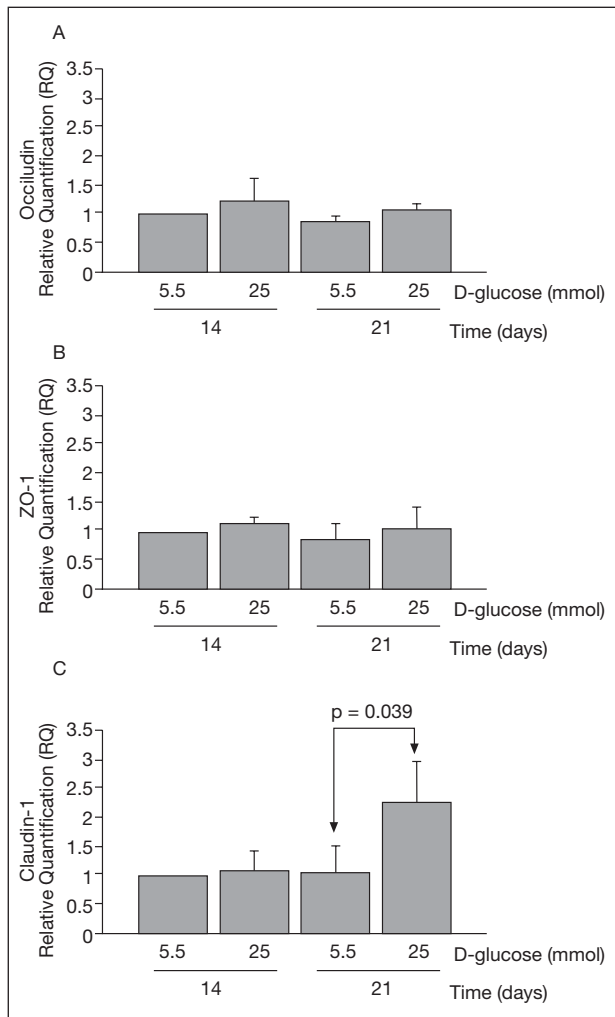 A
Occiludin
Relative Quantification (RQ)
3.5
3
2.5
2
1.5
1
0.5
0
5.5 25 5.5 25 D-glucose (mmol)
14 21 Time (days)
B
ZO-1
Relative Quantification (RQ)
3.5
3
2.5
2
1.5
1
0.5
0
5.5 25 5.5 25 D-glucose (mmol)
14 21 Time (days)
C
p = 0.039
Claudin-1
Relative Quantification (RQ)
3.5
3
2.5
2
1.5
1
0.5
0
5.5 25 5.5 25 D-glucose (mmol)
14 21 Time (days)